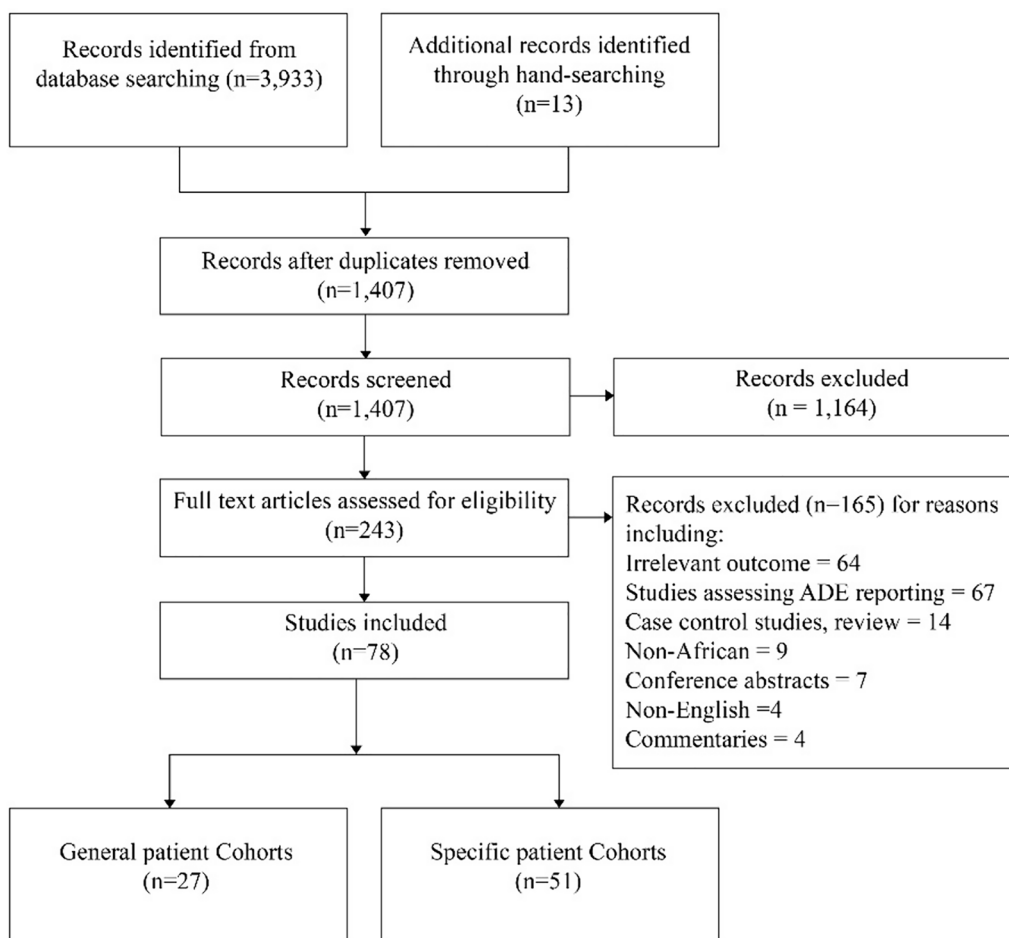 Records identified from
database searching (n=3,933)
Additional records identified
through hand-searching
(n=13)
Records after duplicates removed
(n=1,407)
Records screened
(n=1,407)
Records excluded
(n = 1,164)
Full text articles assessed for eligibility
(n=243)
Records excluded (n−165) for reasons
including:
Irrelevant outcome = 64
Studies assessing ADE reporting = 67
Case control studies, review = 14
Non-African = 9
Conference abstracts = 7
Non-English =4
Commentaries = 4
Studies included
(n=78)
General patient Cohorts
(n=27)
Specific patient Cohorts
(n=51)